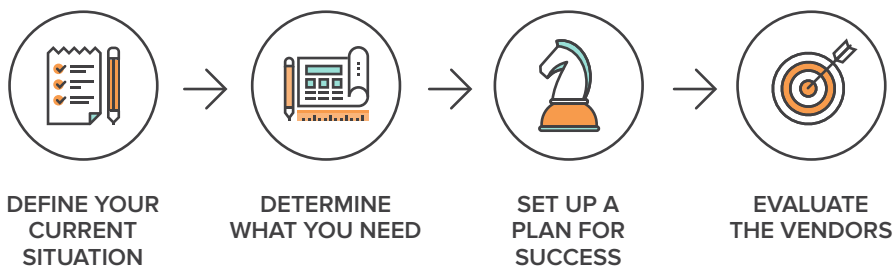 DEFINE YOUR
CURRENT
SITUATION
DETERMINE
WHAT YOU NEED
SET UP A
PLAN FOR
SUCCESS
EVALUATE
THE VENDORS